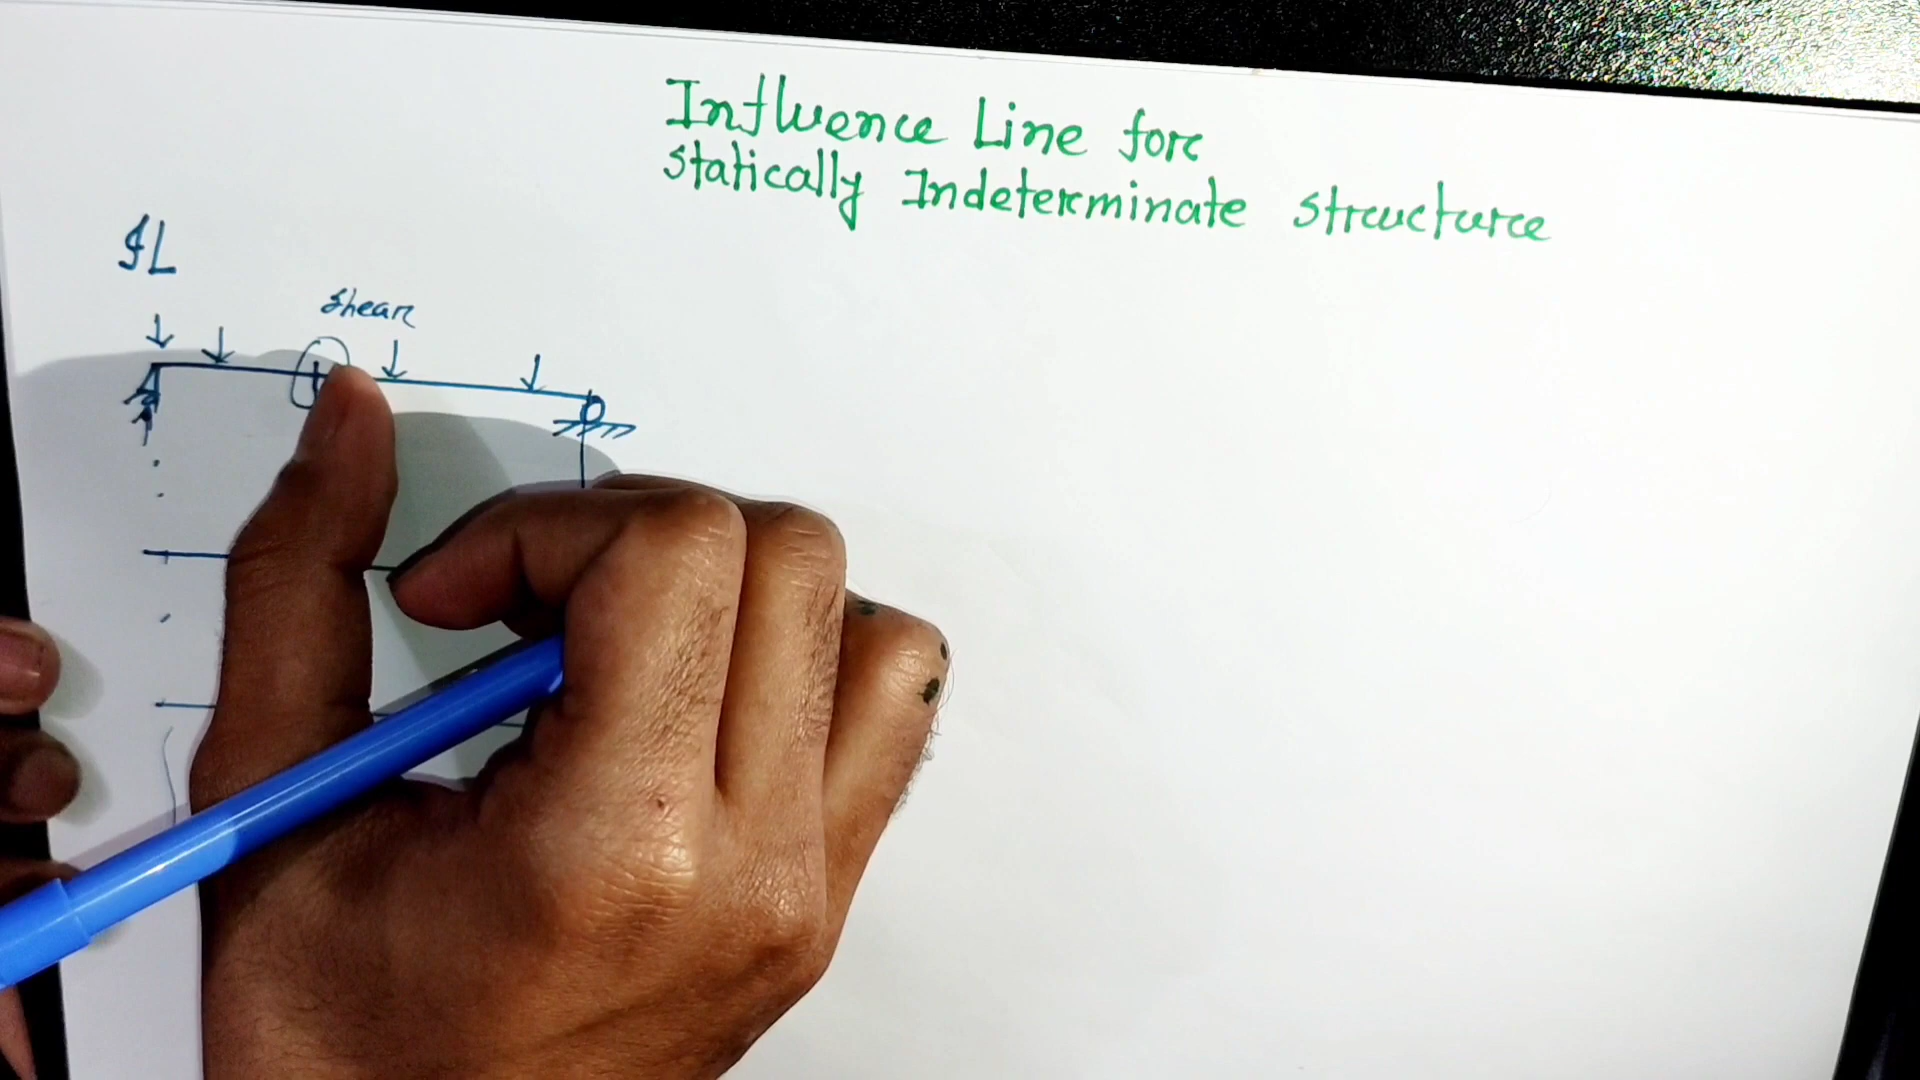 Influence Line for
Statically Indeterminate Structure
IL
Shear